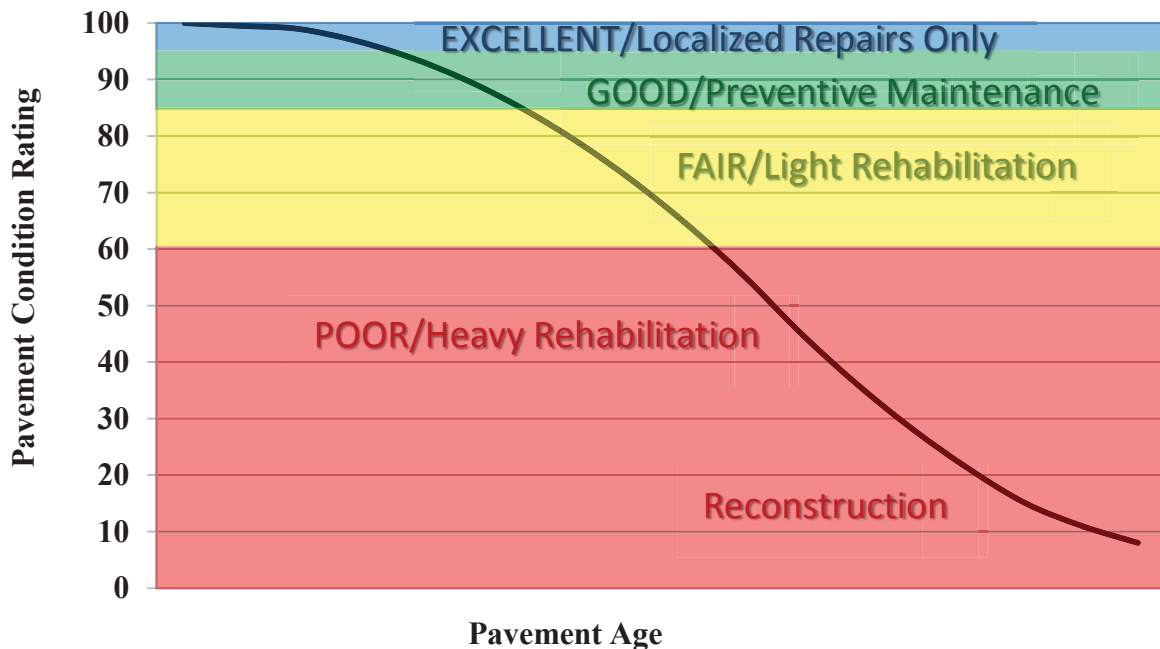 Pavement Condition Rating
100
90
80
70
60
50
40
30
20
10
0
EXCELLENT/Localized Repairs Only
GOOD/Preventive Maintenance
FAIR/Light Rehabilitation
POOR/Heavy Rehabilitation
Reconstruction
Pavement Age